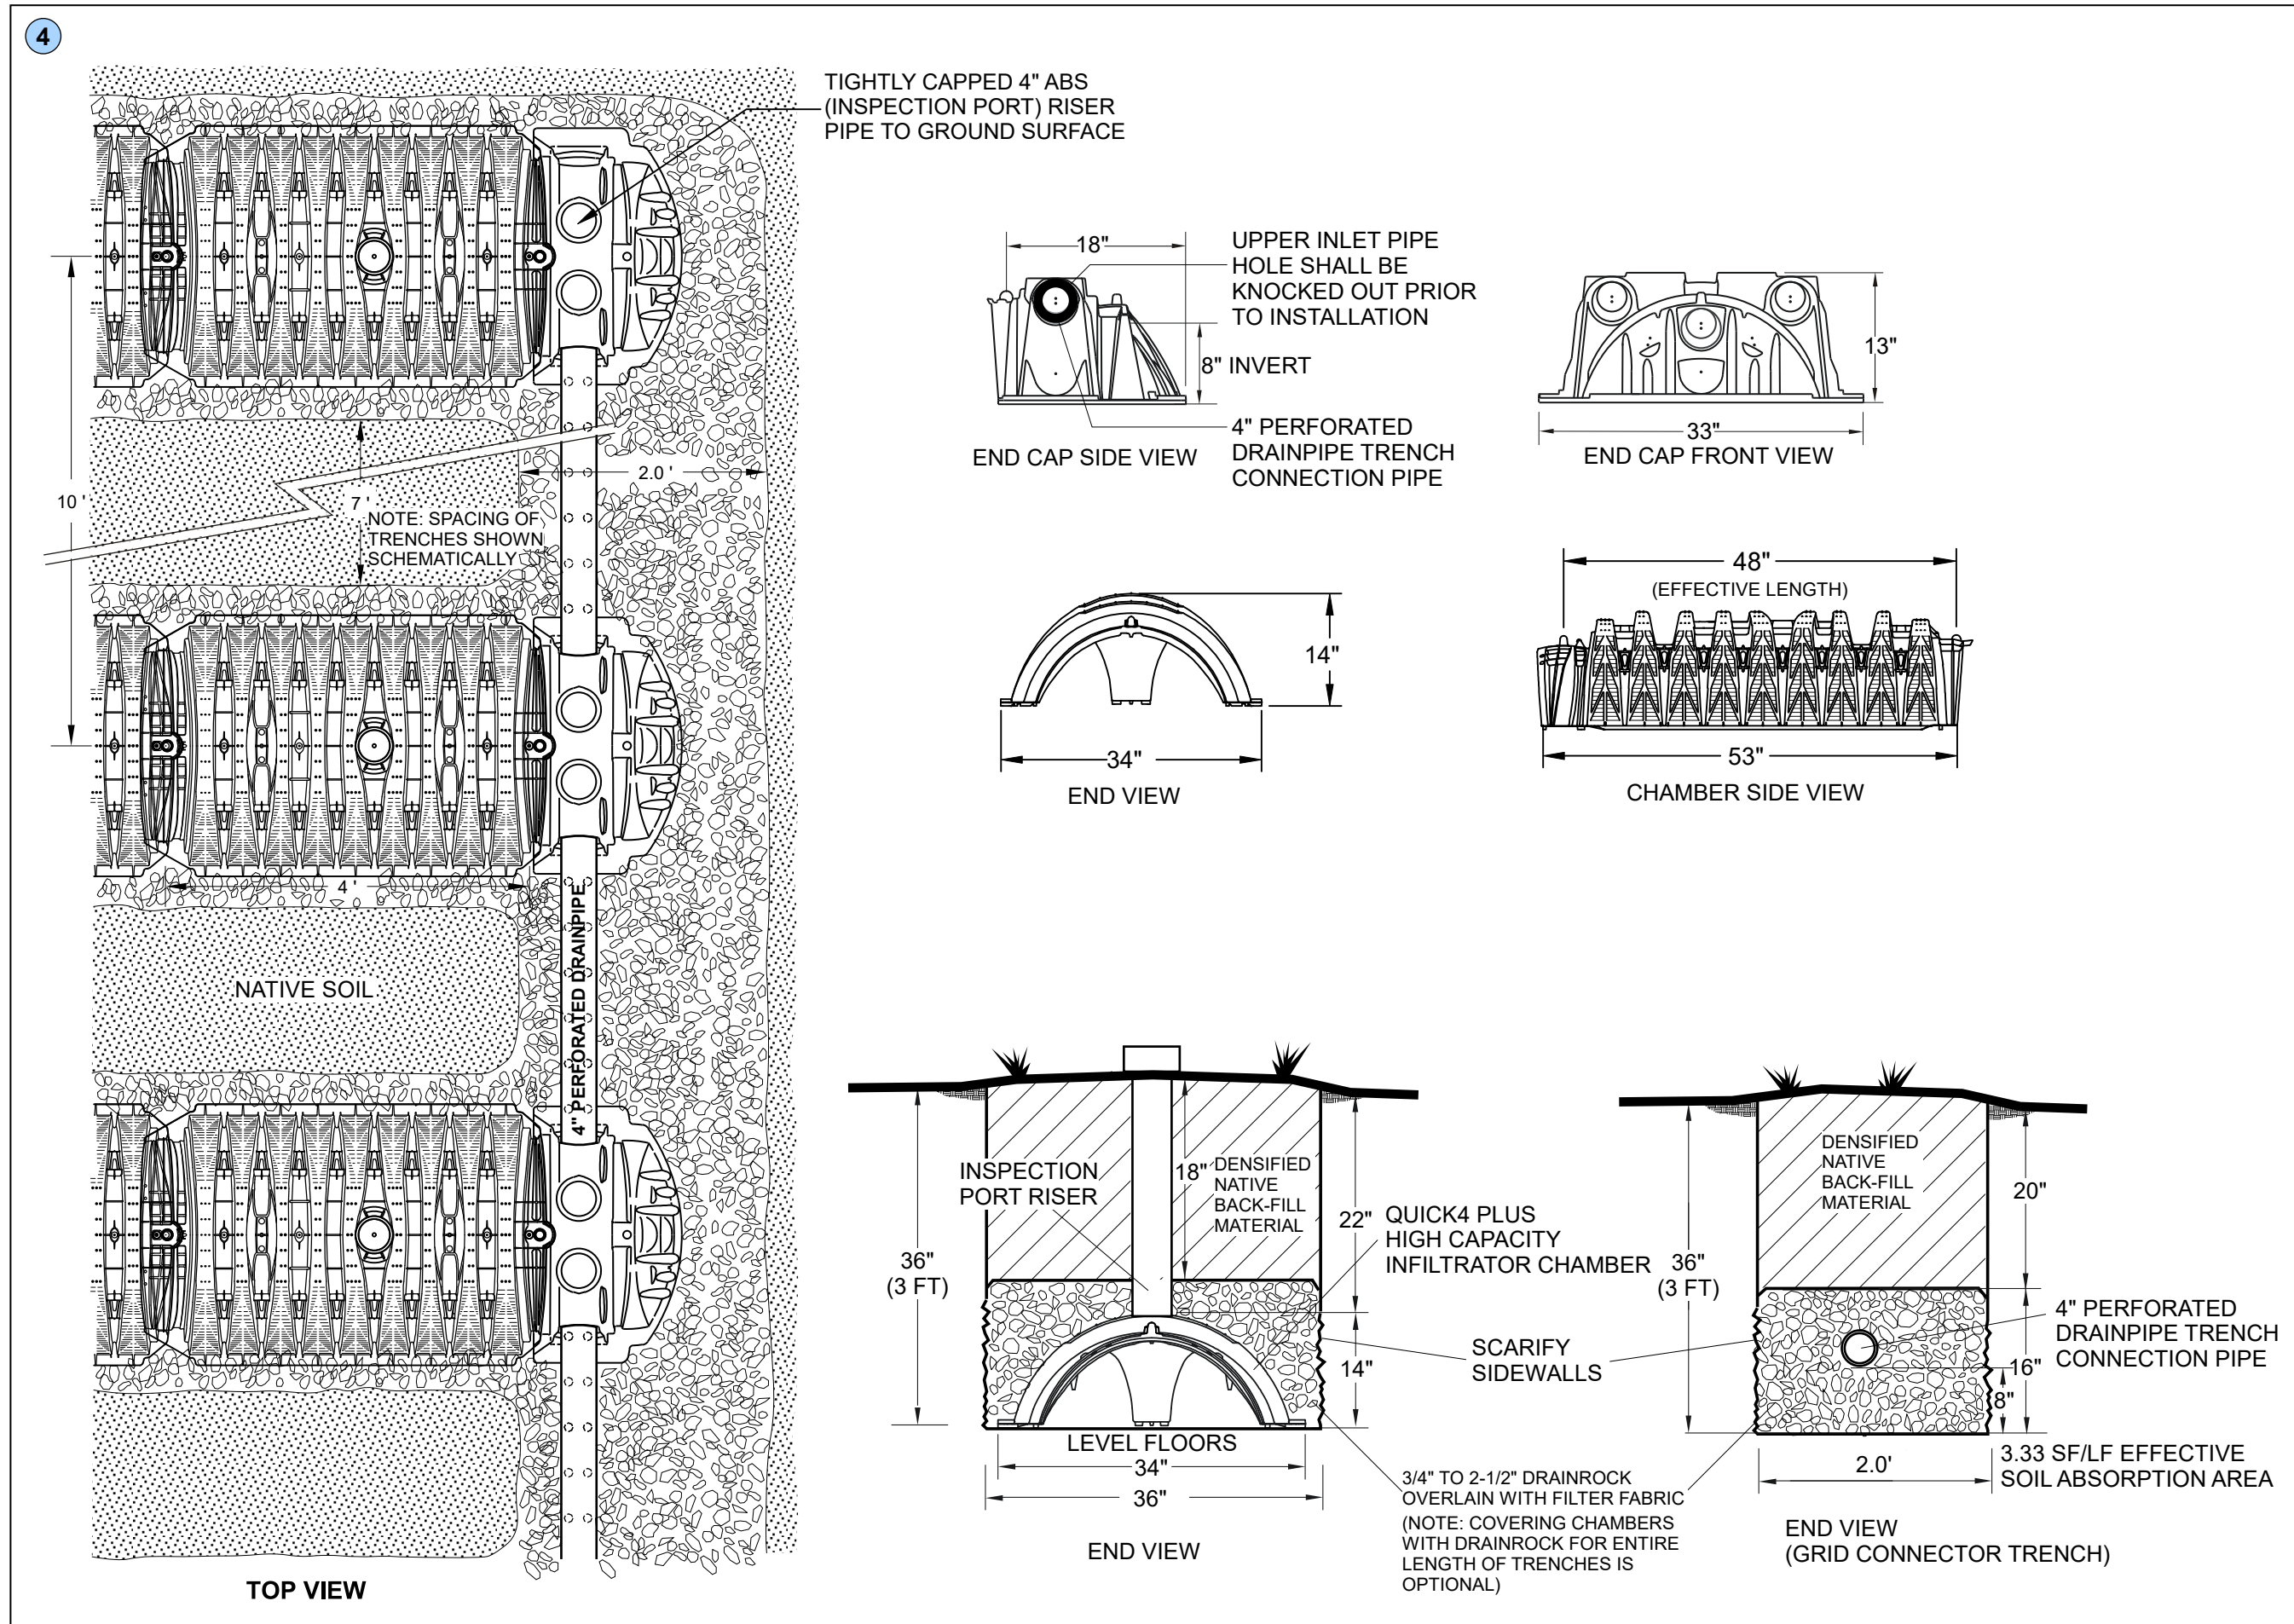 4
TIGHTLY CAPPED 4" ABS
(INSPECTION PORT) RISER
PIPE TO GROUND SURFACE
10 '
7 '
NOTE: SPACING OF
TRENCHES SHOWN
SCHEMATICALLY
2.0 '
4 '
NATIVE SOIL
4" PERFORATED DRAINPIPE
TOP VIEW
18"
UPPER INLET PIPE
HOLE SHALL BE
KNOCKED OUT PRIOR
TO INSTALLATION
8" INVERT
4" PERFORATED
DRAINPIPE TRENCH
CONNECTION PIPE
END CAP SIDE VIEW
13"
33"
END CAP FRONT VIEW
14"
34"
END VIEW
48"
(EFFECTIVE LENGTH)
53"
CHAMBER SIDE VIEW
INSPECTION
PORT RISER
18"
DENSIFIED
NATIVE
BACK-FILL
MATERIAL
36"
(3 FT)
22"
14"
QUICK4 PLUS
HIGH CAPACITY
INFILTRATOR CHAMBER
SCARIFY
SIDEWALLS
LEVEL FLOORS
34"
36"
END VIEW
3/4" TO 2-1/2" DRAINROCK
OVERLAIN WITH FILTER FABRIC
(NOTE: COVERING CHAMBERS
WITH DRAINROCK FOR ENTIRE
LENGTH OF TRENCHES IS
OPTIONAL)
DENSIFIED
NATIVE
BACK-FILL
MATERIAL
36"
(3 FT)
20"
4" PERFORATED
DRAINPIPE TRENCH
CONNECTION PIPE
16"
8"
2.0'
3.33 SF/LF EFFECTIVE
SOIL ABSORPTION AREA
END VIEW
(GRID CONNECTOR TRENCH)